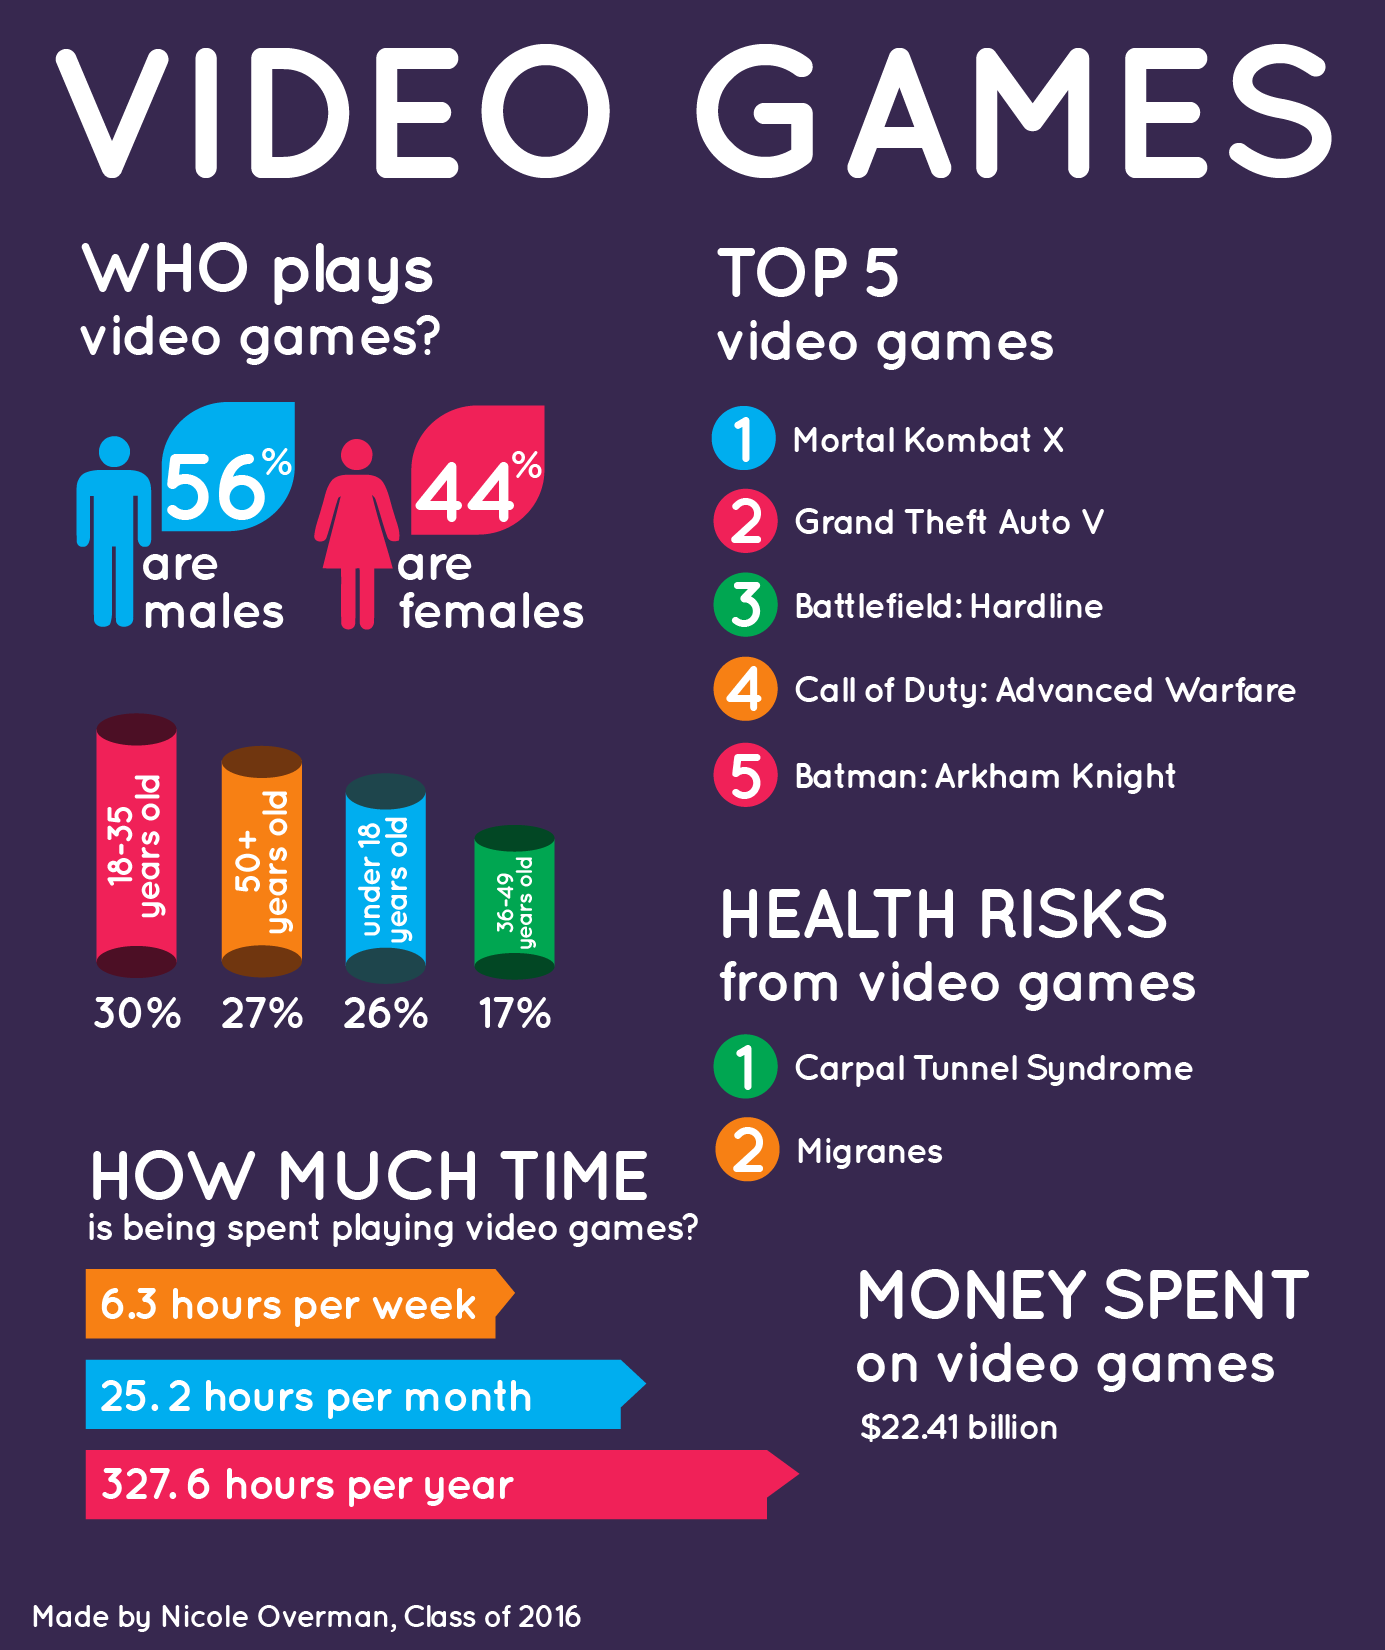 VIDEO GAMES
WHO plays
video games?
56%
are
males
44%
are
females
18-35
years old
30%
50+
years old
27%
under 18
years old
26%
36-49
years old
17%
HOW MUCH TIME
is being spent playing video games?
6.3 hours per week
25. 2 hours per month
327. 6 hours per year
TOP 5
video games
1 Mortal Kombat X
2 Grand Theft Auto V
3 Battlefield: Hardline
4 Call of Duty: Advanced Warfare
5 Batman: Arkham Knight
HEALTH RISKS
from video games
1 Carpal Tunnel Syndrome
2 Migranes
MONEY SPENT
on video games
$22.41 billion
Made by Nicole Overman, Class of 2016